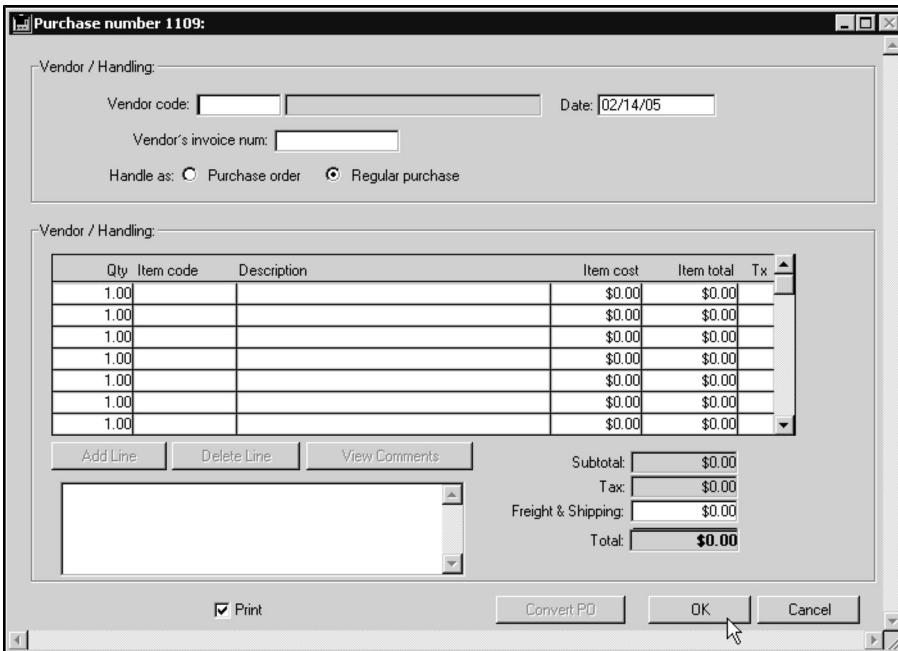 Purchase number 1109:
Vendor / Handling:
Vendor code: Date: 02/14/05
Vendor's invoice num:
Handle as: Purchase order Regular purchase
Vendor / Handling:
Qty Item code Description Item cost Item total Tx
1.00 $0.00 $0.00
1.00 $0.00 $0.00
1.00 $0.00 $0.00
1.00 $0.00 $0.00
1.00 $0.00 $0.00
1.00 $0.00 $0.00
1.00 $0.00 $0.00
Add Line Delete Line View Comments
Subtotal: $0.00
Tax: $0.00
Freight & Shipping: $0.00
Total: $0.00
Print Convert PO OK Cancel